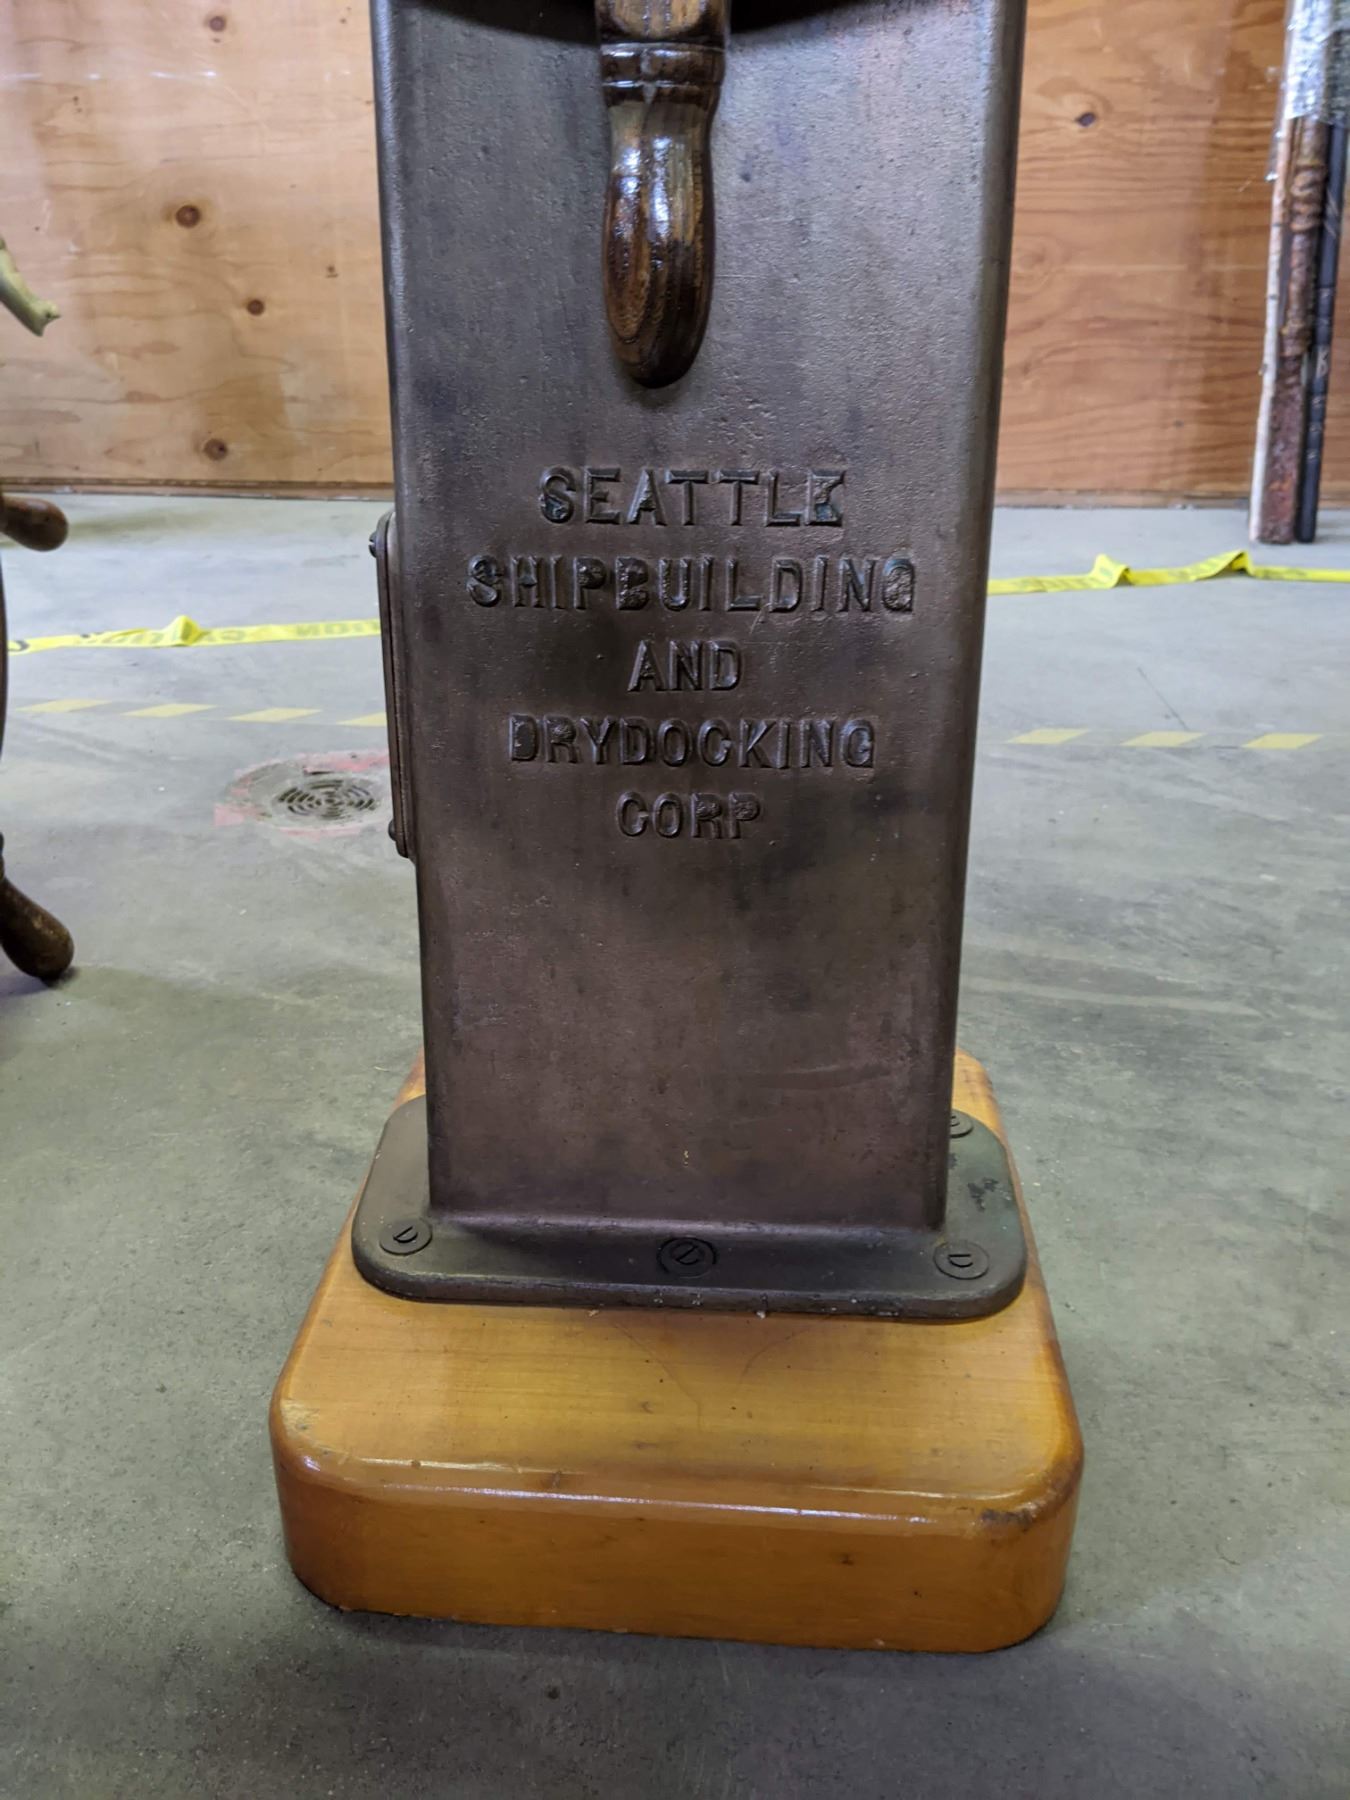 SEATTLE
SHIPBUILDING
AND
DRYDOCKING
CORP